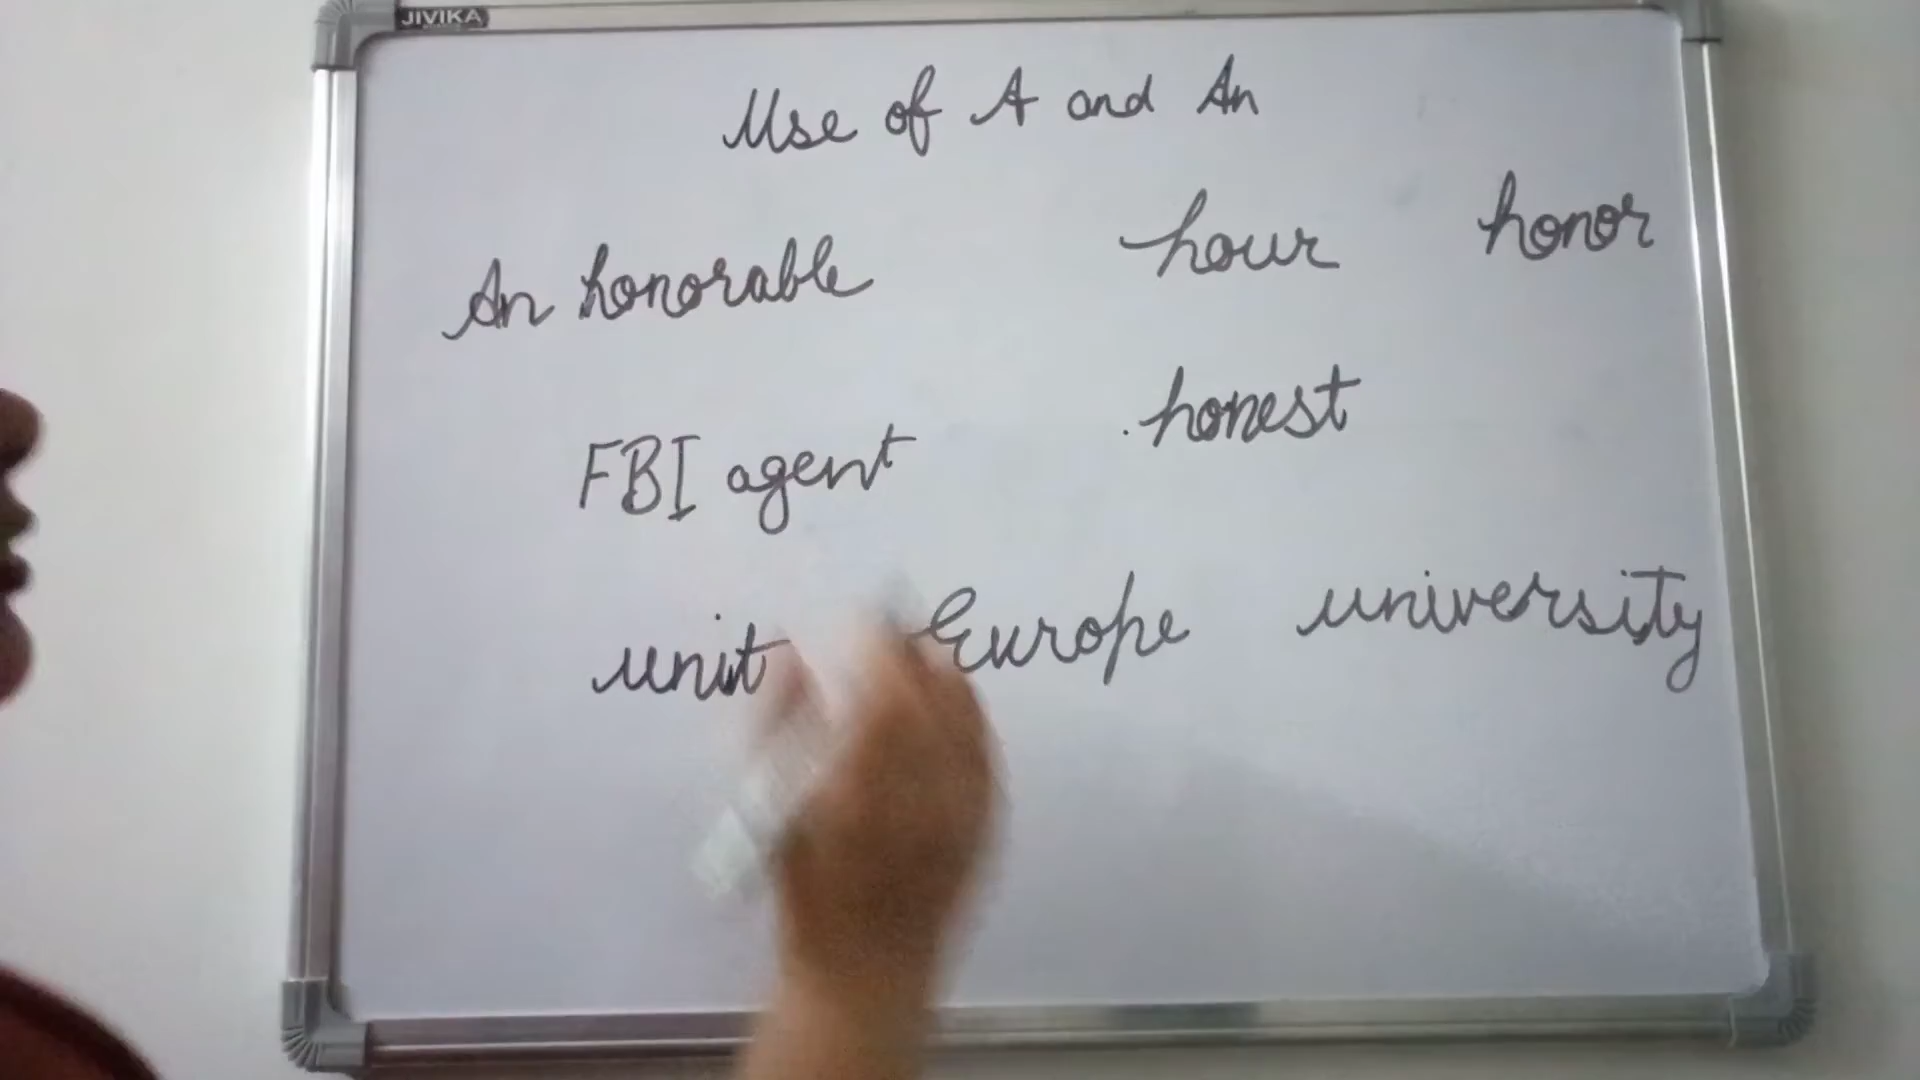 JIVIKA
Use of A and An
An honorable hour honor
FBI agent honest
unit Europe university